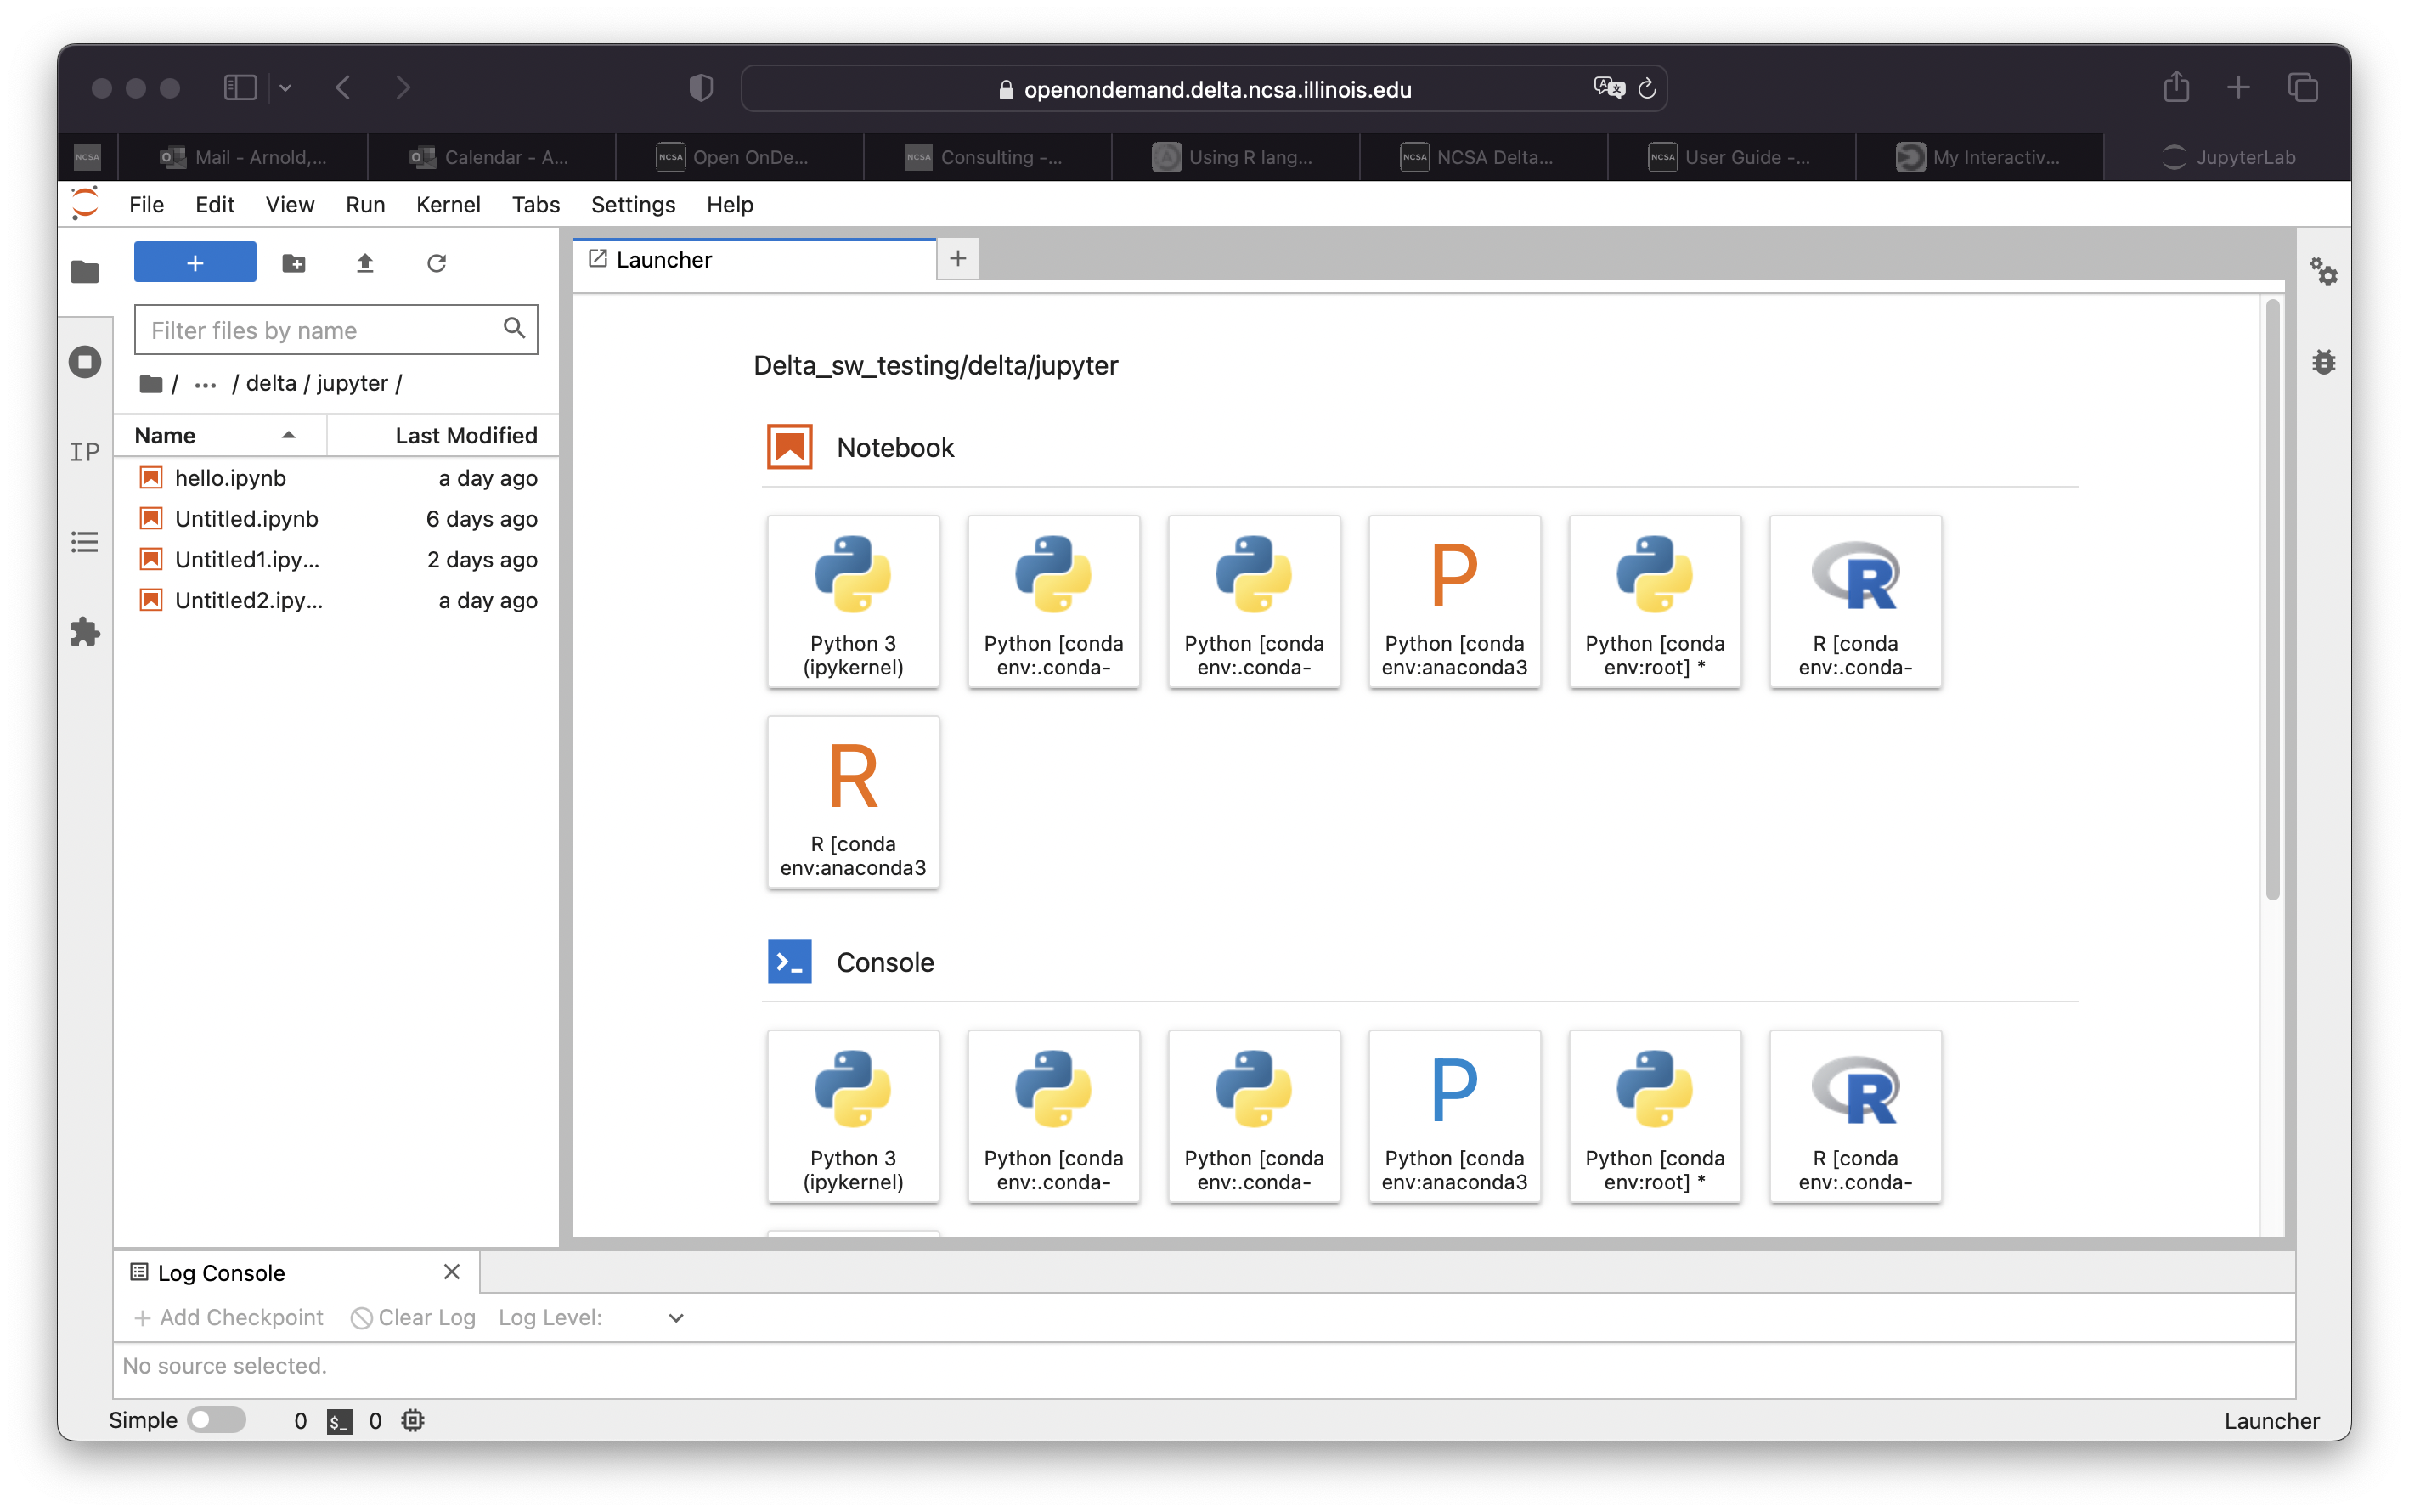 openondemand.delta.ncsa.illinois.edu
NCSA
Mail - Arnold,...
Calendar - A...
NCSA Open OnDe...
NCSA Consulting -...
Using R lang...
NCSA NCSA Delta...
NCSA User Guide -...
My Interactiv...
JupyterLab
File Edit View Run Kernel Tabs Settings Help
Launcher
Filter files by name
/ ... / delta / jupyter /
Name Last Modified
IP
hello.ipynb a day ago
Untitled.ipynb 6 days ago
Untitled1.ipy... 2 days ago
Untitled2.ipy... a day ago
Delta_sw_testing/delta/jupyter
Notebook
Python 3
(ipykernel)
Python [conda
env:.conda-
Python [conda
env:.conda-
P
Python [conda
env:anaconda3
Python [conda
env:root] *
R
R [conda
env:.conda-
R
R [conda
env:anaconda3
Console
Python 3
(ipykernel)
Python [conda
env:.conda-
Python [conda
env:.conda-
P
Python [conda
env:anaconda3
Python [conda
env:root] *
R
R [conda
env:.conda-
Log Console
Add Checkpoint Clear Log Log Level:
No source selected.
Simple 0 $_ 0 Launcher